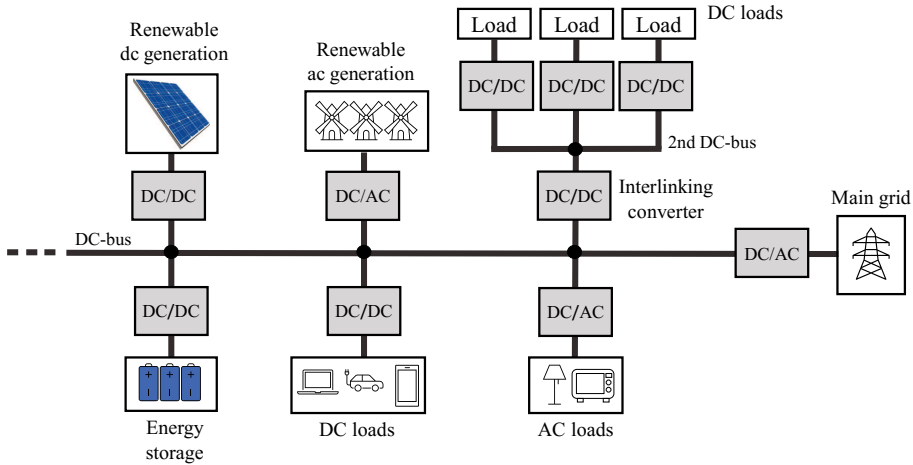 Renewable
dc generation
Renewable
ac generation
Load
Load
Load
DC loads
DC/DC
DC/DC
DC/DC
2nd DC-bus
DC/DC
DC/AC
DC/DC
Interlinking
converter
Main grid
DC-bus
DC/AC
DC/DC
DC/DC
DC/AC
Energy
storage
DC loads
AC loads